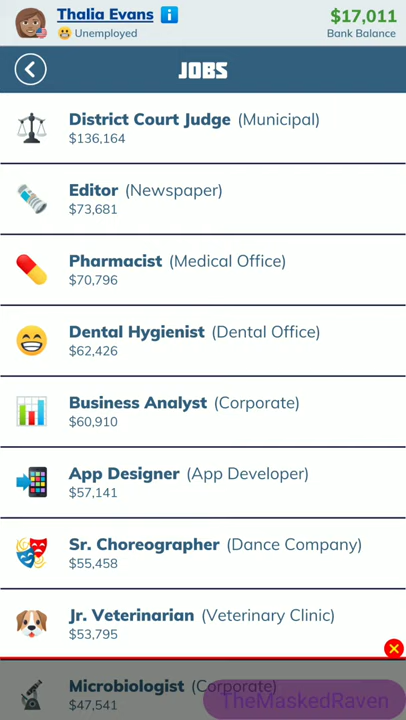 Thalia Evans i
Unemployed
$17,011
Bank Balance
JOBS
District Court Judge (Municipal)
$136,164
Editor (Newspaper)
$73,681
Pharmacist (Medical Office)
$70,796
Dental Hygienist (Dental Office)
$62,426
Business Analyst (Corporate)
$60,910
App Designer (App Developer)
$57,141
Sr. Choreographer (Dance Company)
$55,458
Jr. Veterinarian (Veterinary Clinic)
$53,795
Microbiologist (Corporate)
$47,541
TheMaskedRaven